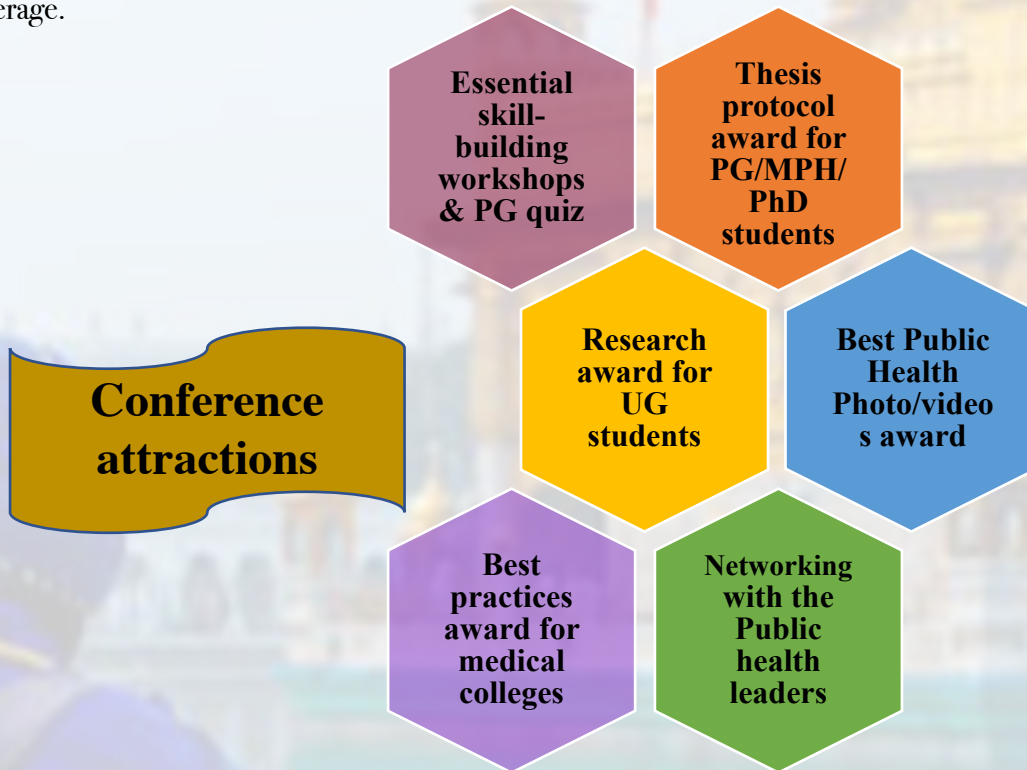 erage.
Essential
skill-
building
workshops
& PG quiz
Thesis
protocol
award for
PG/MPH/
PhD
students
Research
award for
UG
students
Best Public
Health
Photo/video
s award
Conference
attractions
Best
practices
award for
medical
colleges
Networking
with the
Public
health
leaders